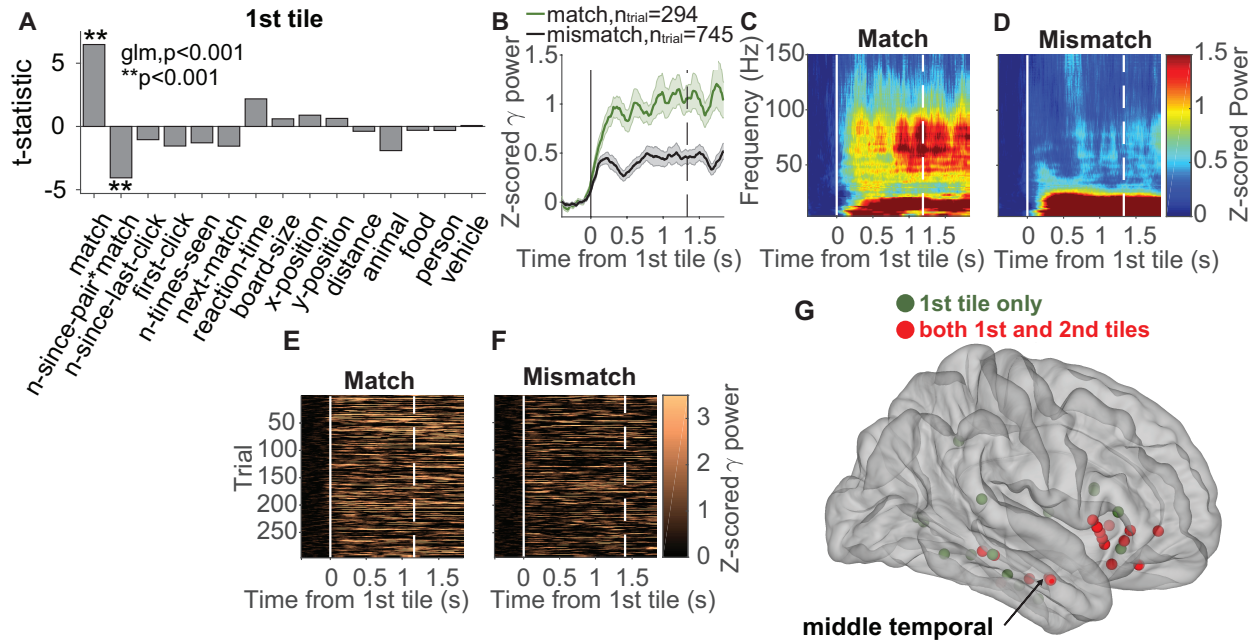 A
1st tile
**
glm,p<0.001
**p<0.001
t-statistic
5
0
-5
**
match
n-since-pair*match
n-since-last-click
first-click
n-times-seen
next-match
reaction-time
board-size
x-position
y-position
distance
animal
food
person
vehicle
B
match,ntrial=294
mismatch,ntrial=745
Z-scored γ power
1.5
1
0.5
0
0 0.5 1 1.5
Time from 1st tile (s)
C
Match
Frequency (Hz)
150
100
50
0 0.5 1 1.5
Time from 1st tile (s)
D
Mismatch
0 0.5 1 1.5
1.5
1
0.5
0
Z-scored Power
E
Match
Trial
50
100
150
200
250
0 0.5 1 1.5
Time from 1st tile (s)
F
Mismatch
0 0.5 1 1.5
Time from 1st tile (s)
3
2
1
0
Z-scored γ power
G
1st tile only
both 1st and 2nd tiles
middle temporal